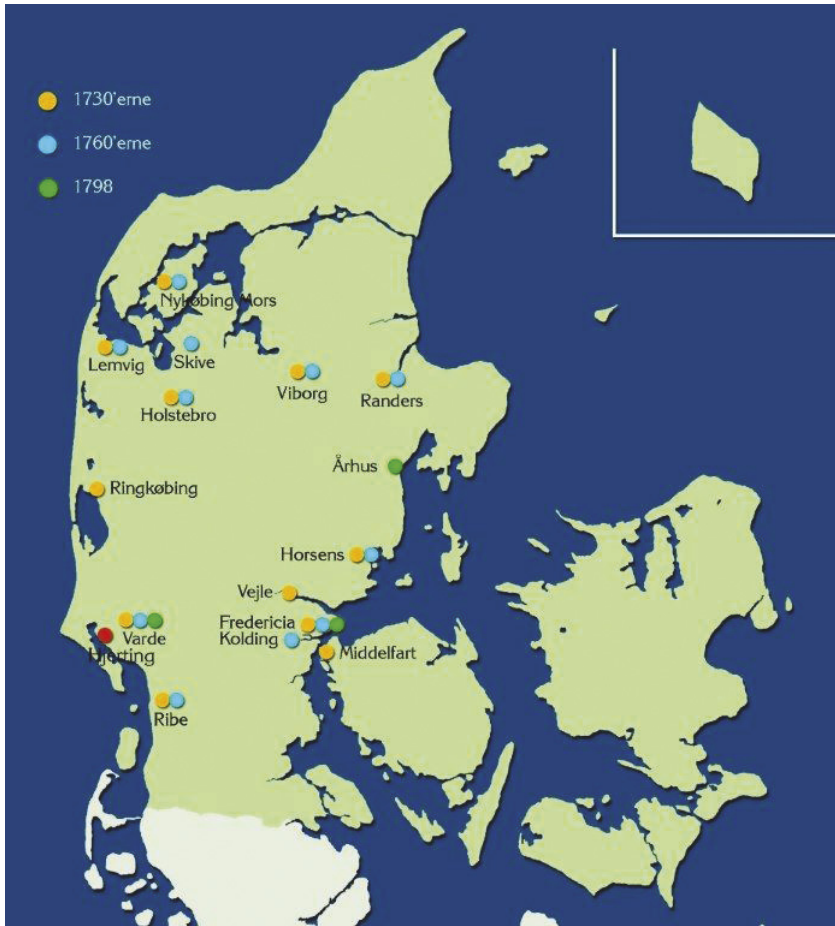 1730'erne
1760'erne
1798
Nykøbing Mors
Lemvig
Skive
Viborg
Randers
Holstebro
Århus
Ringkøbing
Horsens
Vejle
Fredericia
Kolding
Varde
Hjerting
Middelfart
Ribe